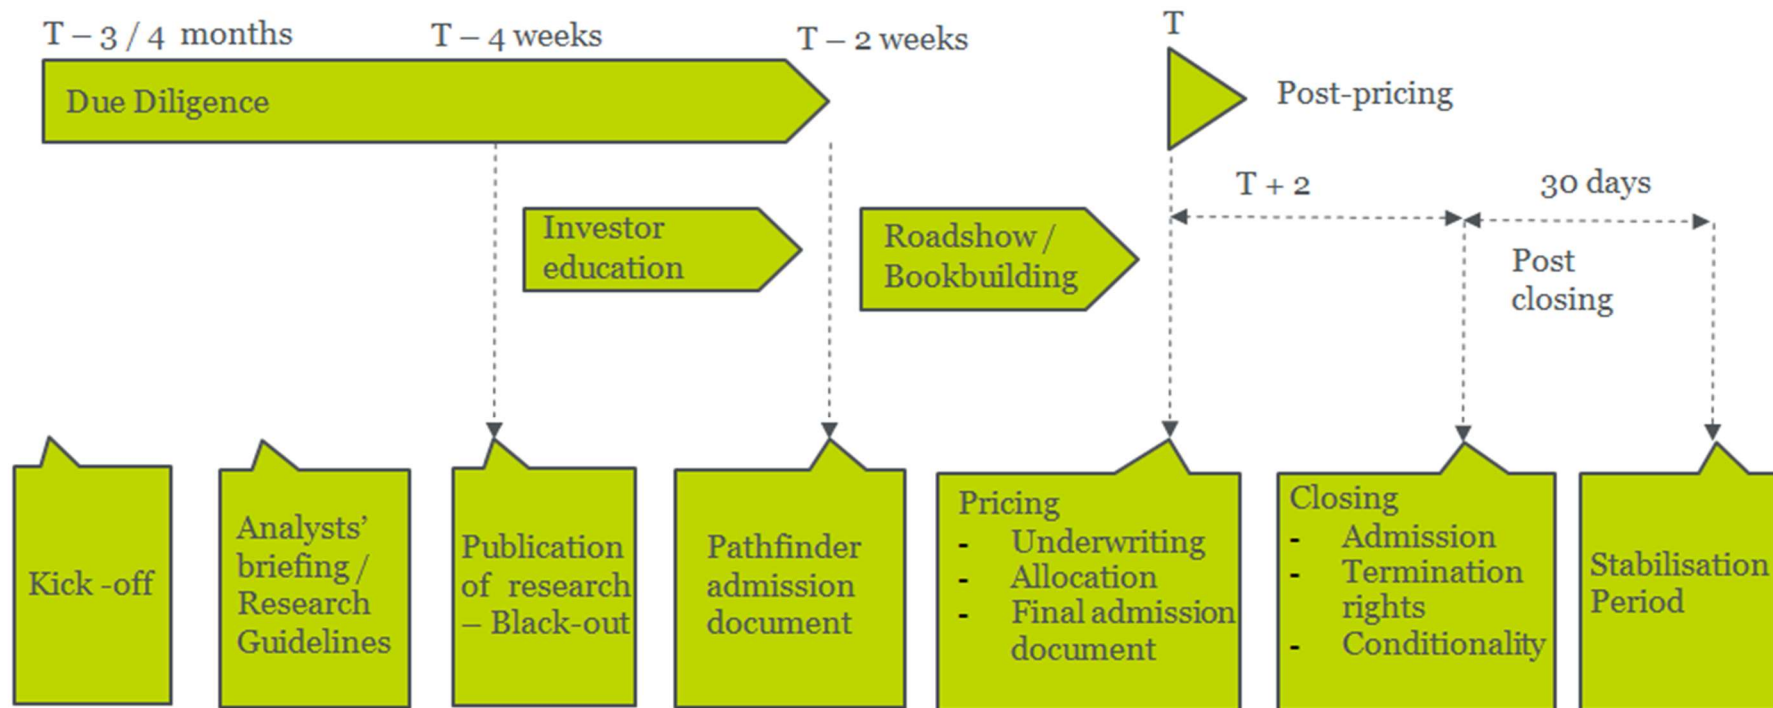 T – 3 / 4 months
T – 4 weeks
T – 2 weeks
T
Due Diligence
Post-pricing
T + 2
30 days
Investor
education
Roadshow /
Bookbuilding
Post
closing
Kick -off
Analysts'
briefing /
Research
Guidelines
Publication
of research
– Black-out
Pathfinder
admission
document
Pricing
- Underwriting
- Allocation
- Final admission
document
Closing
- Admission
- Termination
rights
- Conditionality
Stabilisation
Period